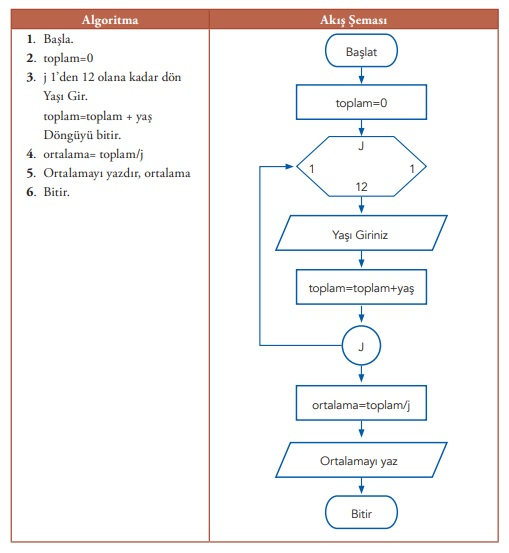 Algoritma
1. Başla.
2. toplam=0
3. j 1'den 12 olana kadar dön
Yaşı Gir.
toplam=toplam + yaş
Döngüyü bitir.
4. ortalama= toplam/j
5. Ortalamayı yazdır, ortalama
6. Bitir.
Akış Şeması
Başlat
toplam=0
J
1 1
12
Yaşı Giriniz
toplam=toplam+yaş
J
ortalama=toplam/j
Ortalamayı yaz
Bitir